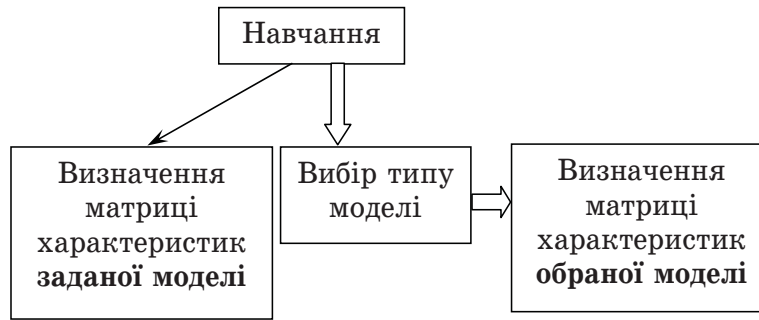 Навчання
Визначення
матриці
характеристик
заданої моделі
Вибір типу
моделі
Визначення
матриці
характеристик
обраної моделі